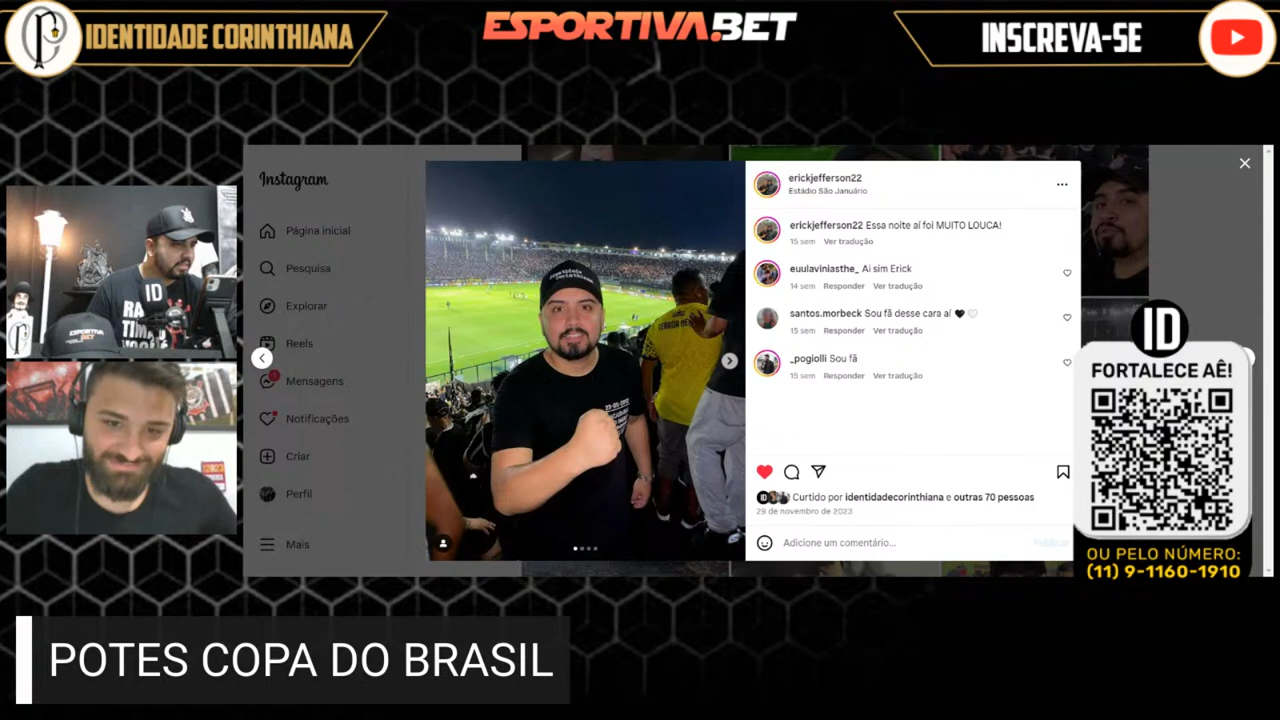 IDENTIDADE CORINTHIANA
ESPORTIVA.BET
INSCREVA-SE
Instagram
Página inicial
Pesquisa
Explorar
Reels
Mensagens
Notificações
Criar
Perfil
Mais
erickjefferson22
Estádio São Januário
erickjefferson22 Essa noite aí foi MUITO LOUCA!
15 sem Ver tradução
euulaviniasthe_ Ai sim Erick
14 sem Responder Ver tradução
santos.morbeck Sou fã desse cara aí 🖤🤍
15 sem Responder Ver tradução
_pogiolli Sou fã
15 sem Responder Ver tradução
Curtido por identidadecorinthiana e outras 70 pessoas
29 de novembro de 2023
Adicione um comentário...
Publicar
ID
FORTALECE AÊ!
OU PELO NÚMERO:
(11) 9-1160-1910
ID
ESPORTIVA
BET
POTES COPA DO BRASIL